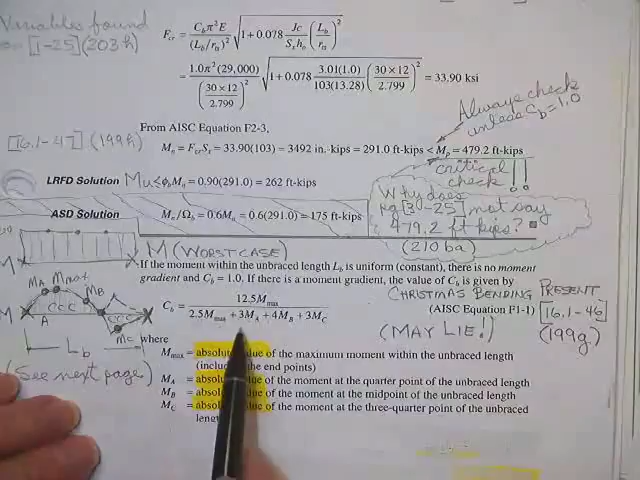 Variables found
[1-25] (203h)
F_cr = C_bπ²E / (L_b/r_ts)² √(1 + 0.078 Jc/(S_x h_o) (L_b/r_ts)²)
= 1.0π²(29,000) / (30 × 12 / 2.799)² √(1 + 0.078 3.01(1.0)/(103(13.28)) (30 × 12 / 2.799)²) = 33.90 ksi
Always check
unless C_b = 1.0
From AISC Equation F2-3,
[16.1-47] (199h)
M_n = F_cr S_x = 33.90(103) = 3492 in.-kips = 291.0 ft-kips < M_p = 479.2 ft-kips
critical
check!!
LRFD Solution M_u ≤ ϕ_b M_n = 0.90(291.0) = 262 ft-kips
Why does
pg [3-25] not say
479.2 ft kips?
(210 ba)
ASD Solution M_n/Ω_b = 0.6M_n = 0.6(291.0) = 175 ft-kips
M (WORST CASE)
If the moment within the unbraced length L_b is uniform (constant), there is no moment
gradient and C_b = 1.0. If there is a moment gradient, the value of C_b is given by
CHRISTMAS BENDING PRESENT
C_b = 12.5M_max / (2.5M_max + 3M_A + 4M_B + 3M_C)
(AISC Equation F1-1) [16.1-46]
(MAY LIE!) (199g)
M M_A M_max M_B M
C C C C C
A
M_C
L_b
(See next page)
where
M_max = absolute value of the maximum moment within the unbraced length
(including the end points)
M_A = absolute value of the moment at the quarter point of the unbraced length
M_B = absolute value of the moment at the midpoint of the unbraced length
M_C = absolute value of the moment at the three-quarter point of the unbraced